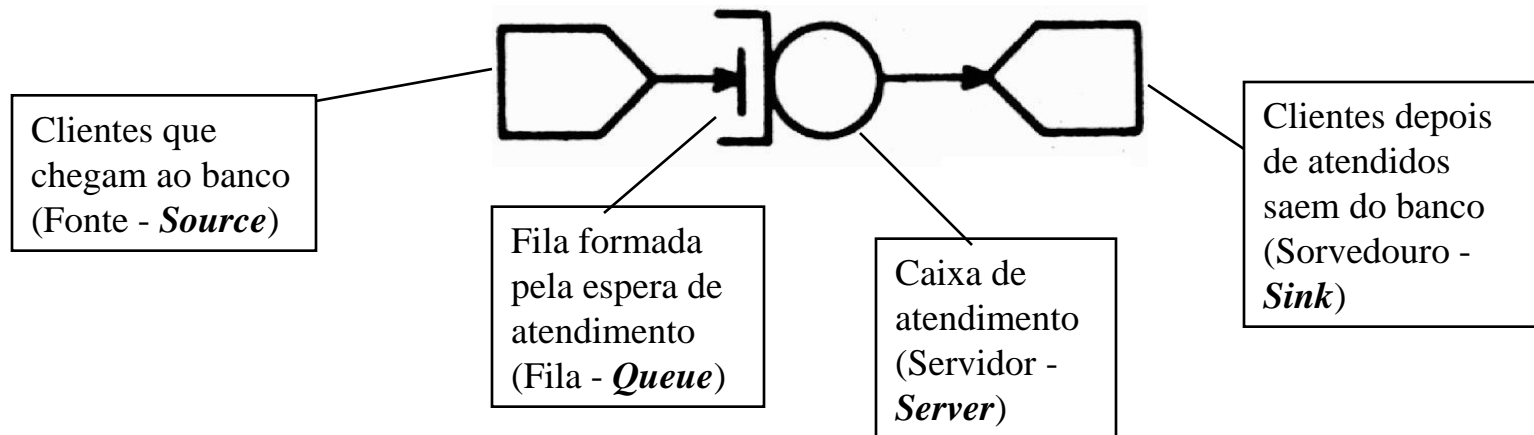 Clientes que
chegam ao banco
(Fonte - Source)
Fila formada
pela espera de
atendimento
(Fila - Queue)
Caixa de
atendimento
(Servidor -
Server)
Clientes depois
de atendidos
saem do banco
(Sorvedouro -
Sink)